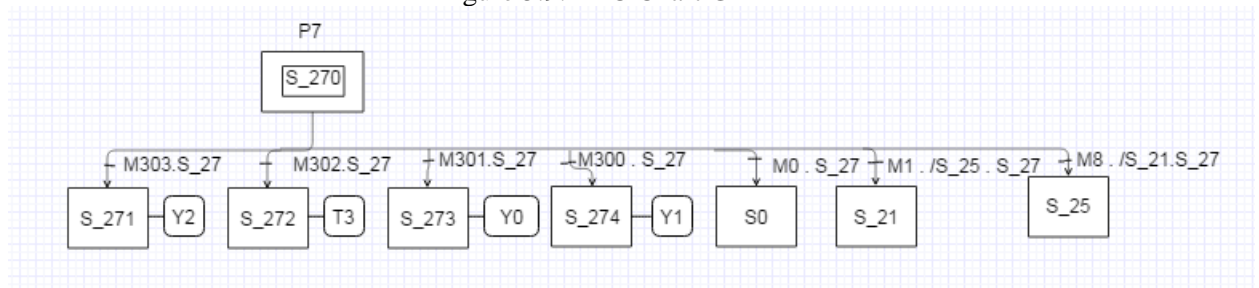 P7
S_270
M303.S_27
M302.S_27
M301.S_27
M300 . S_27
M0 . S_27
M1 . /S_25 . S_27
M8 . /S_21.S_27
S_271
Y2
S_272
T3
S_273
Y0
S_274
Y1
S0
S_21
S_25